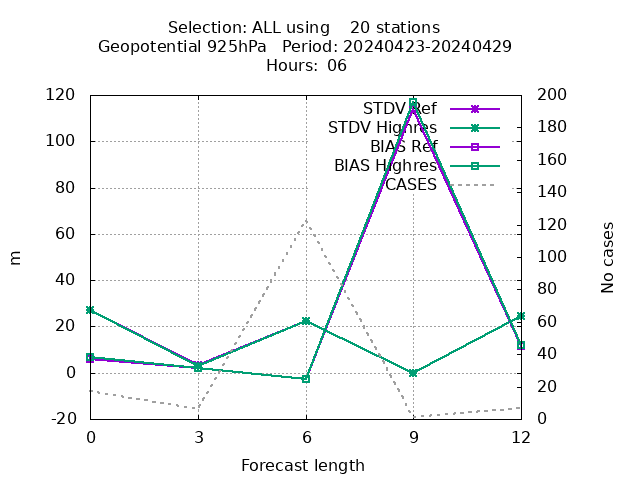 Selection: ALL using    20 stations
Geopotential 925hPa   Period: 20240423-20240429
Hours:  06
120
100
80
60
40
20
0
-20
200
180
160
140
120
100
80
60
40
20
0
0
3
6
9
12
STDV Ref
STDV Highres
BIAS Ref
BIAS Highres
CASES
m
No cases
Forecast length